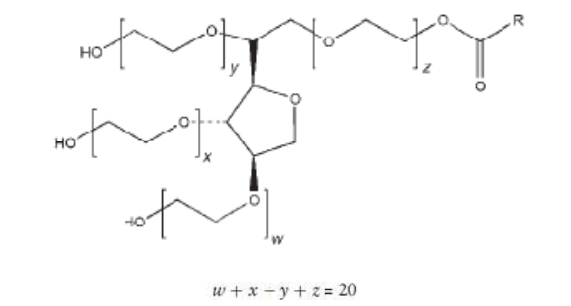 HO O y O z O R
O
O
HO O x
HO O w
w + x + y + z = 20